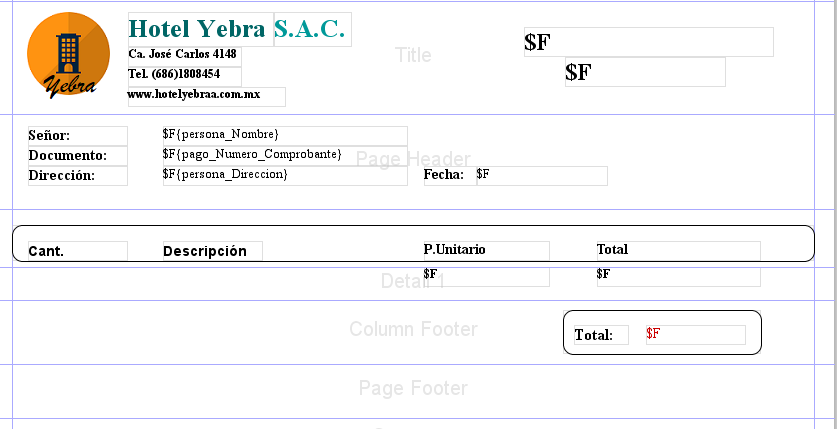 Hotel Yebra S.A.C.
Ca. José Carlos 4148
Tel. (686)1808454
www.hotelyebraa.com.mx
Yebra
Title
$F
$F
Señor: $F{persona_Nombre}
Documento: $F{pago_Numero_Comprobante}
Page Header
Dirección: $F{persona_Direccion} Fecha: $F
Cant. Descripción P.Unitario Total
$F $F
Detail 1
Column Footer
Total: $F
Page Footer